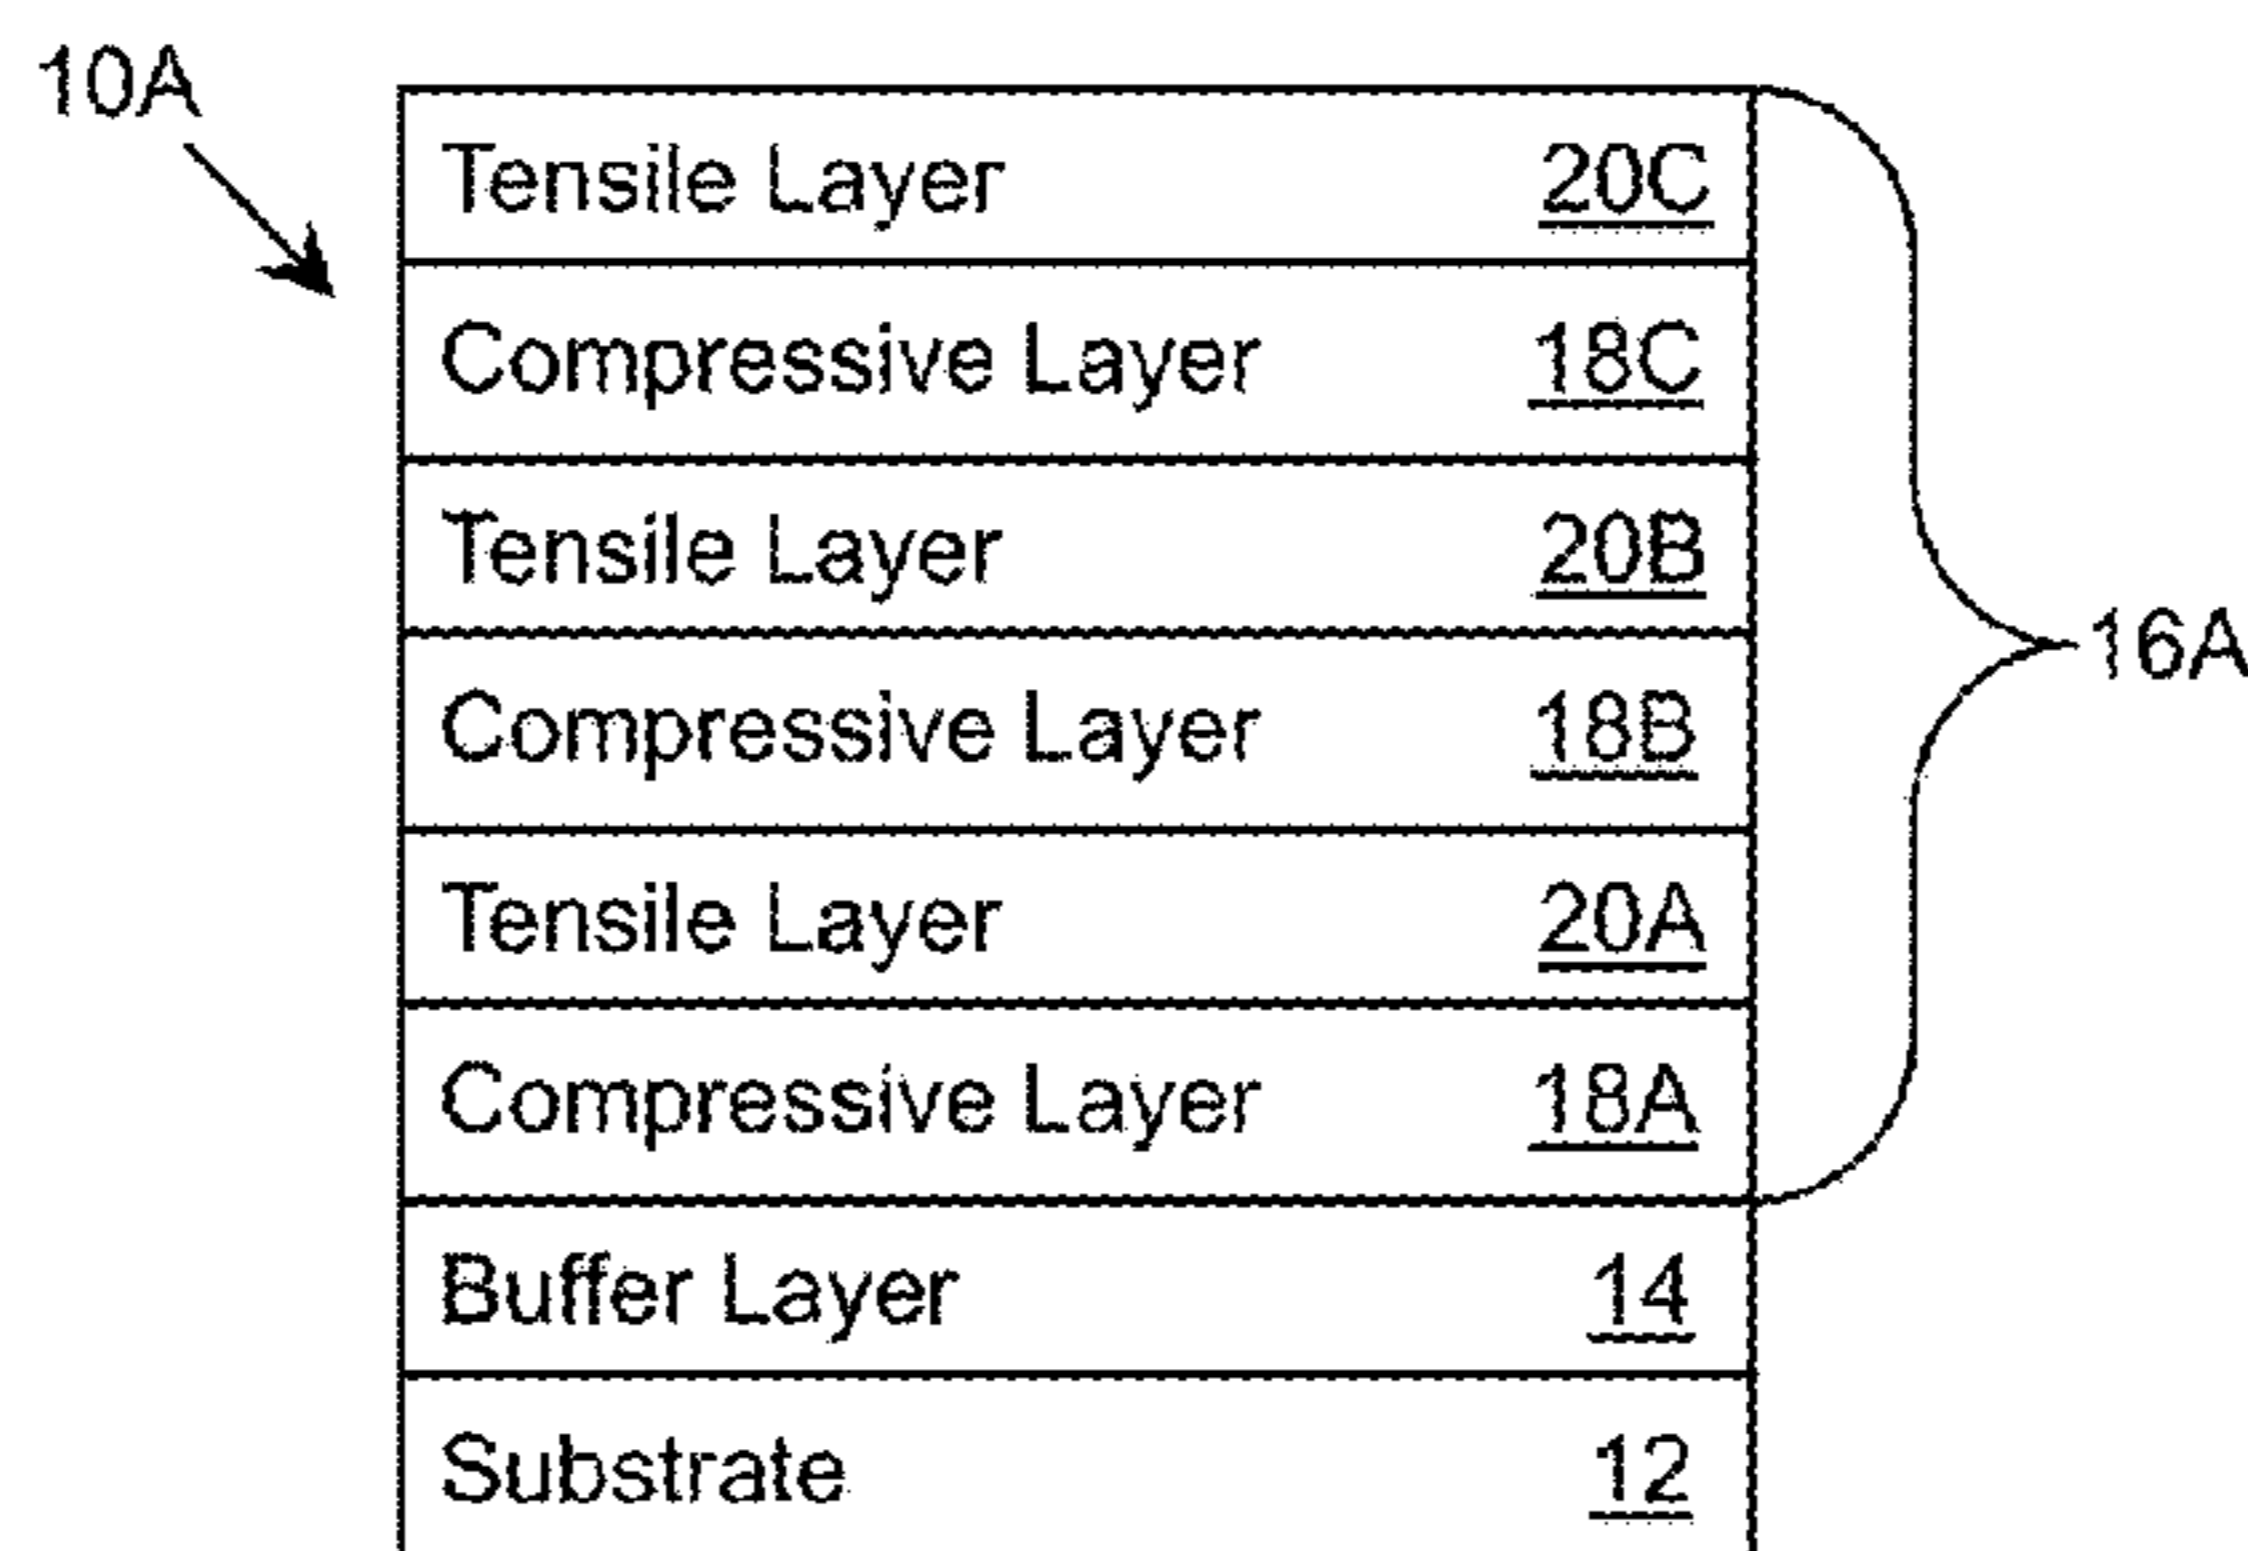 10A
Tensile Layer 20C
Compressive Layer 18C
Tensile Layer 20B
Compressive Layer 18B
16A
Tensile Layer 20A
Compressive Layer 18A
Buffer Layer 14
Substrate 12